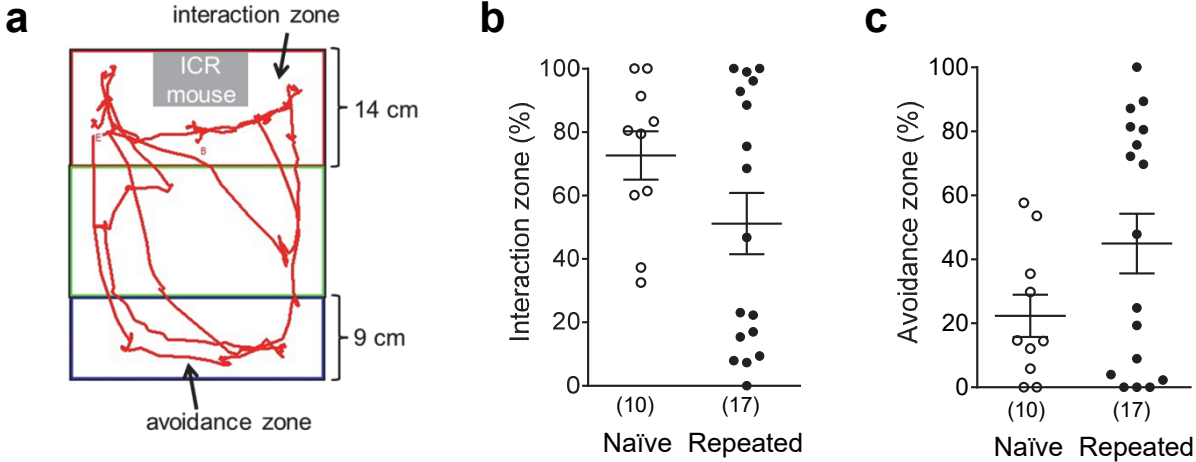 a
interaction zone
ICR
mouse
14 cm
E
B
9 cm
avoidance zone
b
Interaction zone (%)
100
80
60
40
20
0
(10)
(17)
Naïve
Repeated
c
Avoidance zone (%)
100
80
60
40
20
0
(10)
(17)
Naïve
Repeated